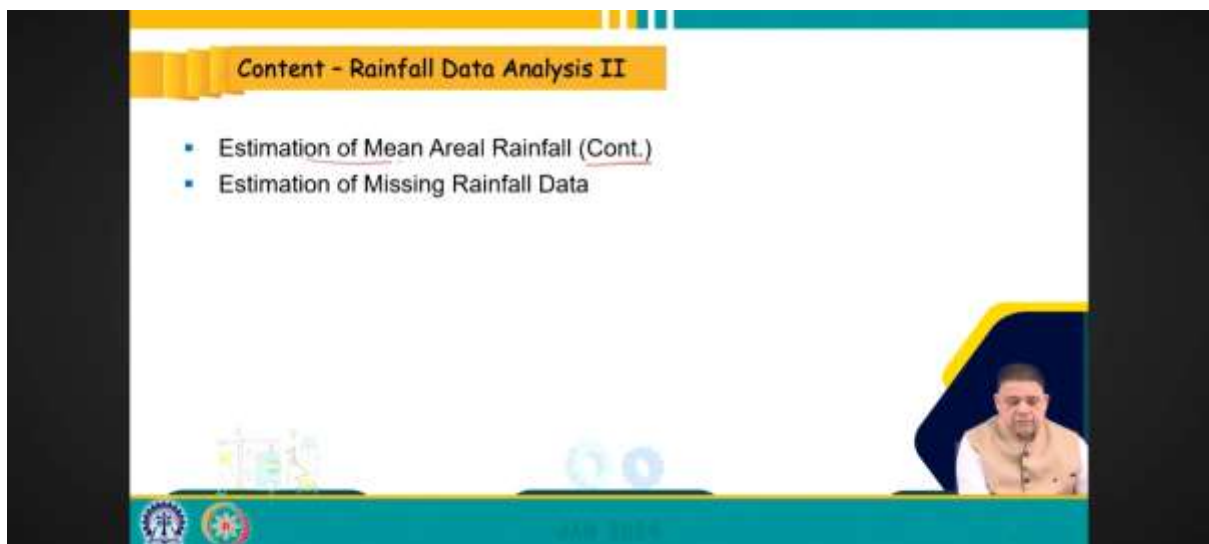 Content - Rainfall Data Analysis II
Estimation of Mean Areal Rainfall (Cont.)
Estimation of Missing Rainfall Data